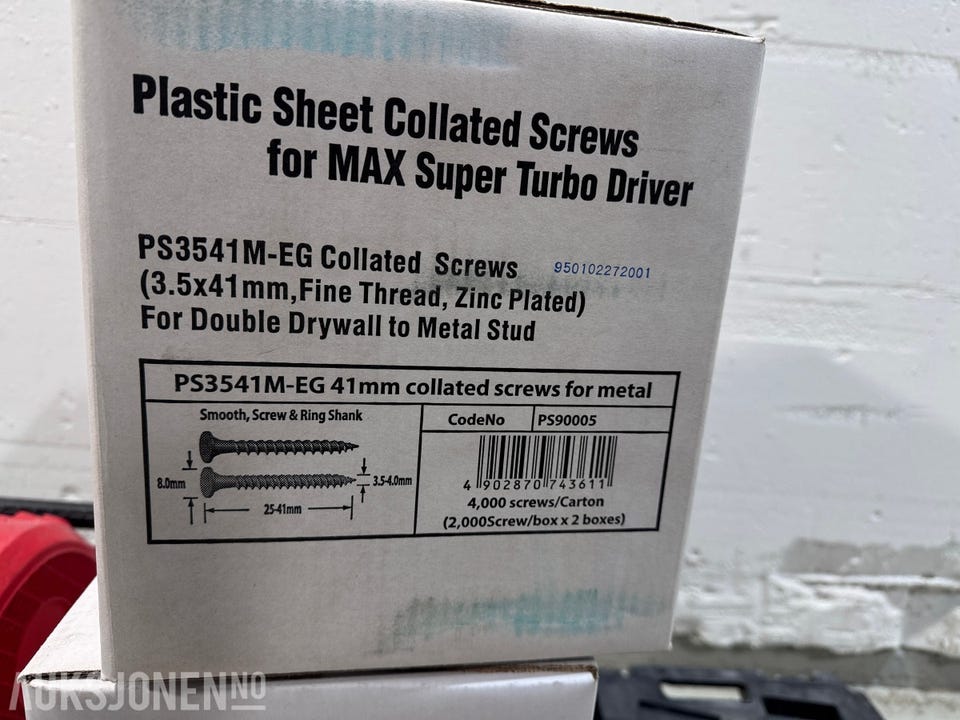 Plastic Sheet Collated Screws
for MAX Super Turbo Driver
PS3541M-EG Collated Screws 950102272001
(3.5x41mm,Fine Thread, Zinc Plated)
For Double Drywall to Metal Stud
PS3541M-EG 41mm collated screws for metal
Smooth, Screw & Ring Shank
CodeNo PS90005
8.0mm
3.5-4.0mm
25-41mm
4 902870 743611
4,000 screws/Carton
(2,000Screw/box x 2 boxes)
AUKSJONEN NO